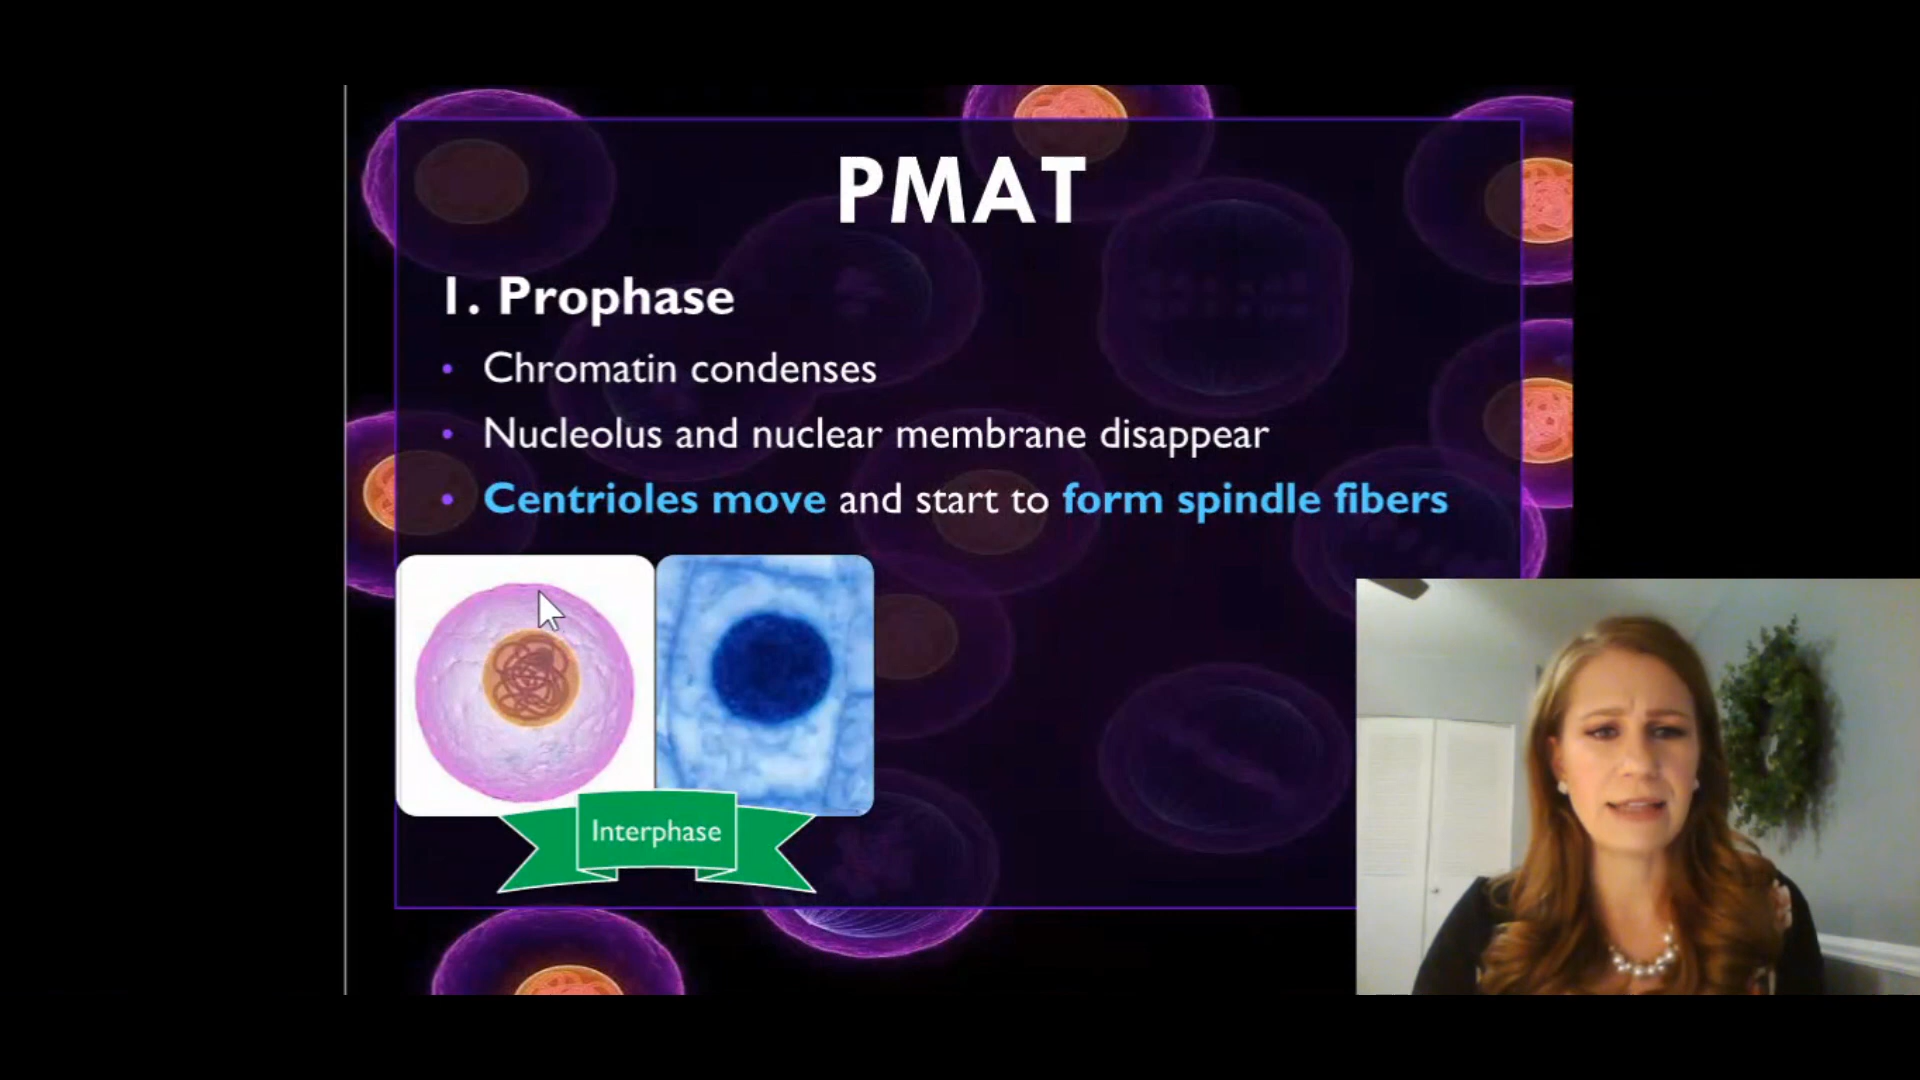 PMAT
1. Prophase
• Chromatin condenses
• Nucleolus and nuclear membrane disappear
• Centrioles move and start to form spindle fibers
Interphase